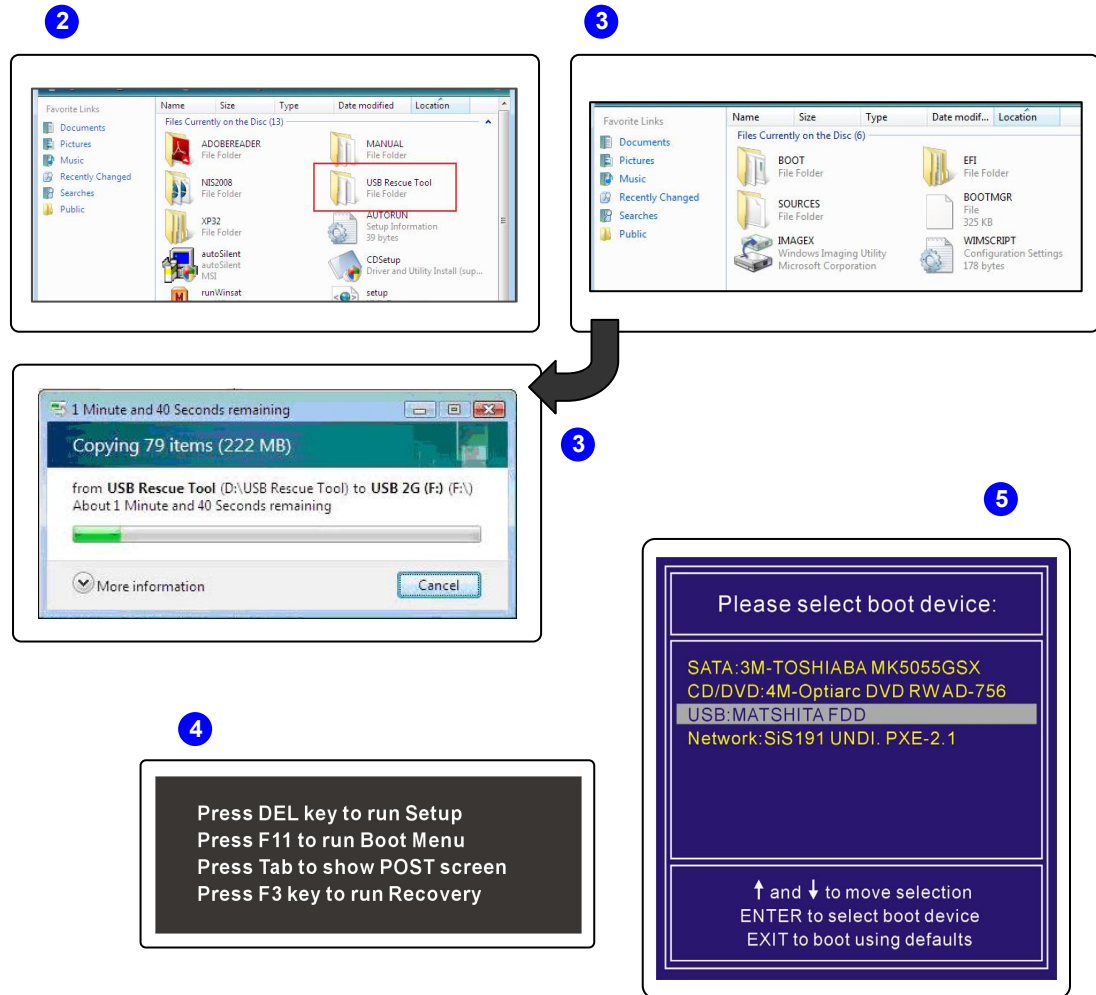 2
3
Favorite Links
Documents
Pictures
Music
Recently Changed
Searches
Public
Name Size Type Date modified Location
Files Currently on the Disc (13)
ADOBEREADER
File Folder
MANUAL
File Folder
NIS2008
File Folder
USB Rescue Tool
File Folder
XP32
File Folder
AUTORUN
Setup Information
39 bytes
autoSilent
autoSilent
MSI
CDSetup
Driver and Utility Install (sup...
runWinsat
setup
Favorite Links
Documents
Pictures
Music
Recently Changed
Searches
Public
Name Size Type Date modif... Location
Files Currently on the Disc (6)
BOOT
File Folder
EFI
File Folder
SOURCES
File Folder
BOOTMGR
File
325 KB
IMAGEX
Windows Imaging Utility
Microsoft Corporation
WIMSCRIPT
Configuration Settings
178 bytes
1 Minute and 40 Seconds remaining
Copying 79 items (222 MB)
from USB Rescue Tool (D:\USB Rescue Tool) to USB 2G (F:) (F:\)
About 1 Minute and 40 Seconds remaining
More information
Cancel
3
5
Please select boot device:
SATA:3M-TOSHIABA MK5055GSX
CD/DVD:4M-Optiarc DVD RW AD-756
USB:MATSHITA FDD
Network:SiS191 UNDI. PXE-2.1
↑ and ↓ to move selection
ENTER to select boot device
EXIT to boot using defaults
4
Press DEL key to run Setup
Press F11 to run Boot Menu
Press Tab to show POST screen
Press F3 key to run Recovery